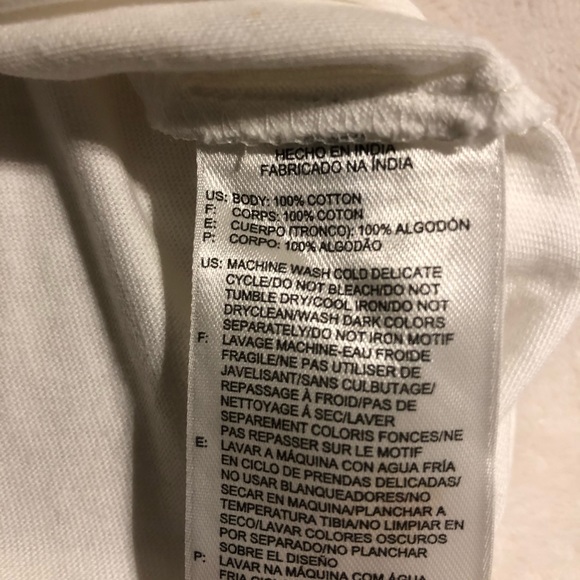 HECHO EN INDIA
FABRICADO NA ÍNDIA
US: BODY: 100% COTTON
F: CORPS: 100% COTON
E: CUERPO (TRONCO): 100% ALGODÓN
P: CORPO: 100% ALGODÃO
US: MACHINE WASH COLD DELICATE
CYCLE/DO NOT BLEACH/DO NOT
TUMBLE DRY/COOL IRON/DO NOT
DRYCLEAN/WASH DARK COLORS
SEPARATELY/DO NOT IRON MOTIF
F: LAVAGE MACHINE-EAU FROIDE
FRAGILE/NE PAS UTILISER DE
JAVELISANT/SANS CULBUTAGE/
REPASSAGE À FROID/PAS DE
NETTOYAGE À SEC/LAVER
SEPAREMENT COLORIS FONCES/NE
PAS REPASSER SUR LE MOTIF
E: LAVAR A MÁQUINA CON AGUA FRÍA
EN CICLO DE PRENDAS DELICADAS/
NO USAR BLANQUEADORES/NO
SECAR EN MAQUINA/PLANCHAR A
TEMPERATURA TIBIA/NO LIMPIAR EN
SECO/LAVAR COLORES OSCUROS
POR SEPARADO/NO PLANCHAR
SOBRE EL DISEÑO
P: LAVAR NA MÁQUINA COM ÁGUA
FRIA